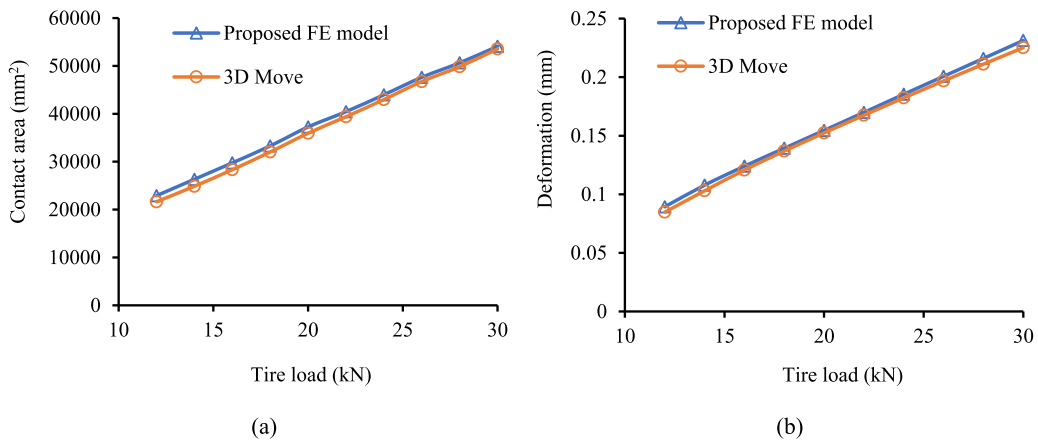 60000
50000
40000
30000
20000
10000
0
10
15
20
25
30
Contact area (mm-2)
Tire load (kN)
Proposed FE model
3D Move
(a)
0.25
0.2
0.15
0.1
0.05
0
10
15
20
25
30
Deformation (mm)
Tire load (kN)
Proposed FE model
3D Move
(b)